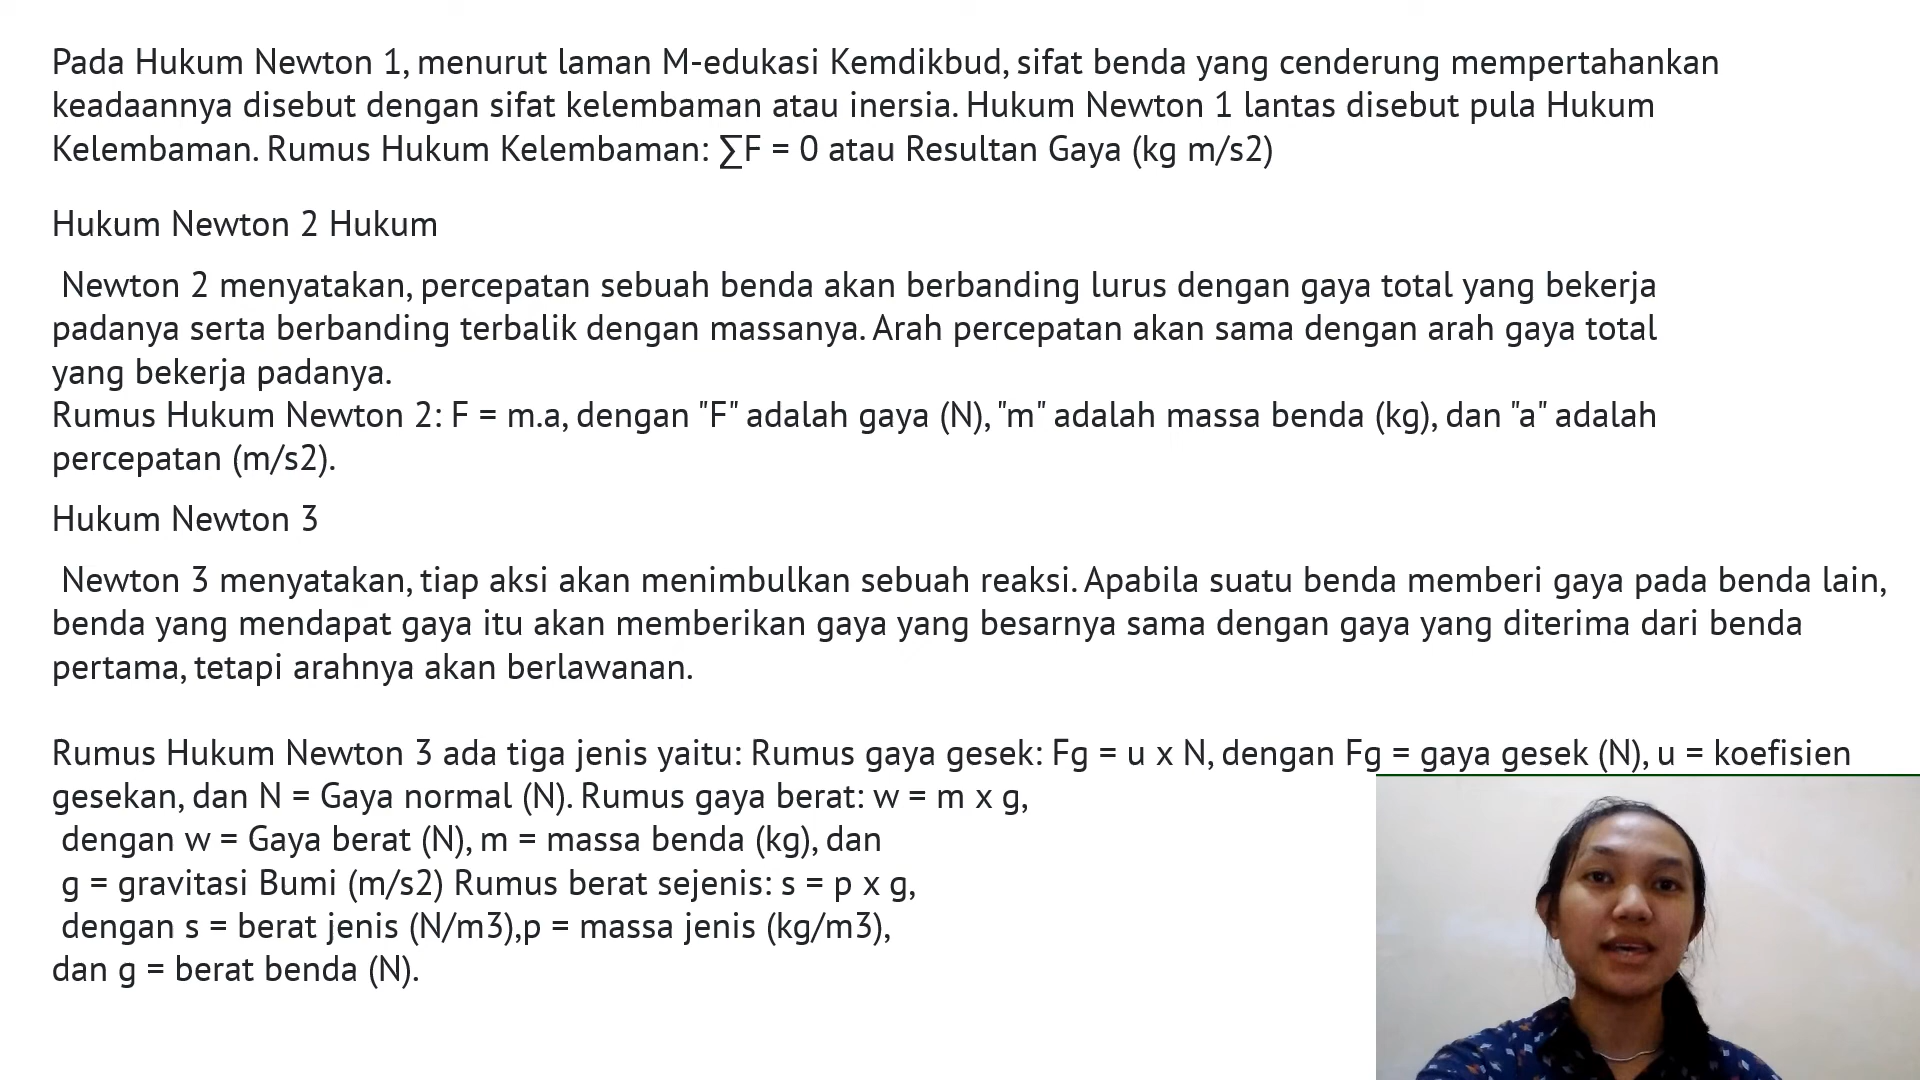 Pada Hukum Newton 1, menurut laman M-edukasi Kemdikbud, sifat benda yang cenderung mempertahankan
keadaannya disebut dengan sifat kelembaman atau inersia. Hukum Newton 1 lantas disebut pula Hukum
Kelembaman. Rumus Hukum Kelembaman: ∑F = 0 atau Resultan Gaya (kg m/s2)
Hukum Newton 2 Hukum
Newton 2 menyatakan, percepatan sebuah benda akan berbanding lurus dengan gaya total yang bekerja
padanya serta berbanding terbalik dengan massanya. Arah percepatan akan sama dengan arah gaya total
yang bekerja padanya.
Rumus Hukum Newton 2: F = m.a, dengan "F" adalah gaya (N), "m" adalah massa benda (kg), dan "a" adalah
percepatan (m/s2).
Hukum Newton 3
Newton 3 menyatakan, tiap aksi akan menimbulkan sebuah reaksi. Apabila suatu benda memberi gaya pada benda lain,
benda yang mendapat gaya itu akan memberikan gaya yang besarnya sama dengan gaya yang diterima dari benda
pertama, tetapi arahnya akan berlawanan.
Rumus Hukum Newton 3 ada tiga jenis yaitu: Rumus gaya gesek: Fg = u x N, dengan Fg = gaya gesek (N), u = koefisien
gesekan, dan N = Gaya normal (N). Rumus gaya berat: w = m x g,
dengan w = Gaya berat (N), m = massa benda (kg), dan
g = gravitasi Bumi (m/s2) Rumus berat sejenis: s = p x g,
dengan s = berat jenis (N/m3),p = massa jenis (kg/m3),
dan g = berat benda (N).